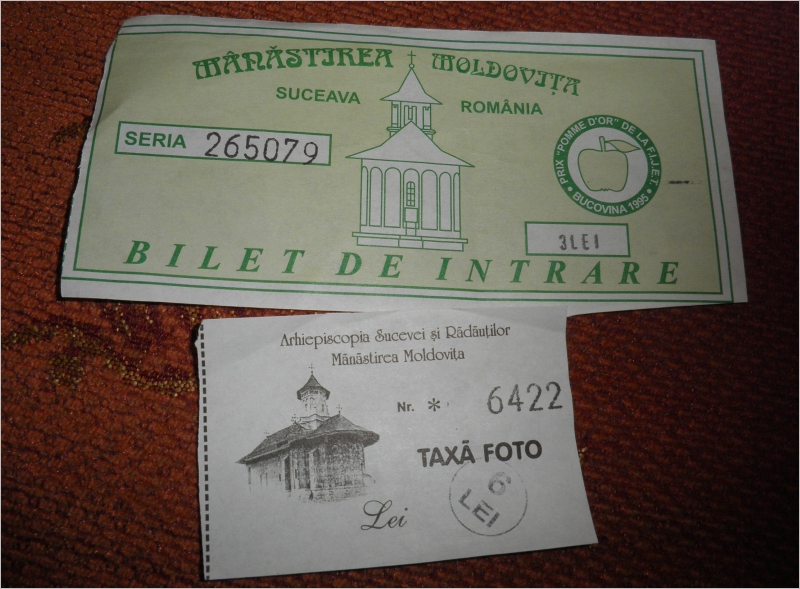 MÂNĂSTIREA MOLDOVIȚA
SUCEAVA ROMÂNIA
SERIA 265079
PRIX "POMME D'OR" DE LA F.I.J.E.T.
• BUCOVINA 1995 •
3LEI
BILET DE INTRARE
Arhiepiscopia Sucevei și Rădăuților
Mânăstirea Moldovița
Nr. * 6422
TAXĂ FOTO
Lei
LEI 6